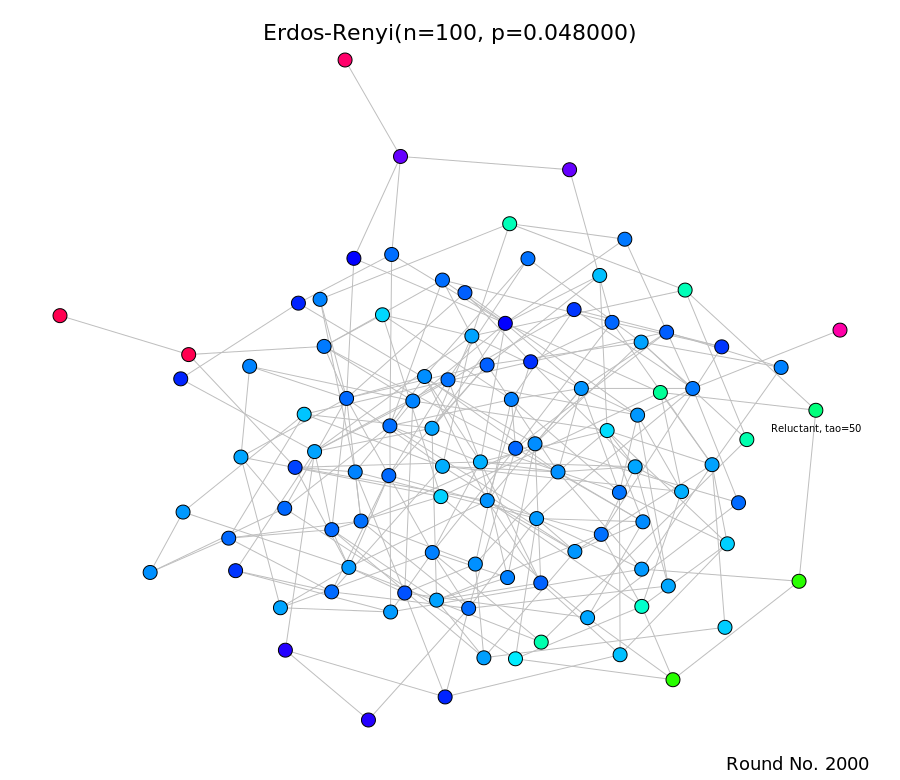 Erdos-Renyi(n=100, p=0.048000)
Reluctant, tao=50
Round No. 2000